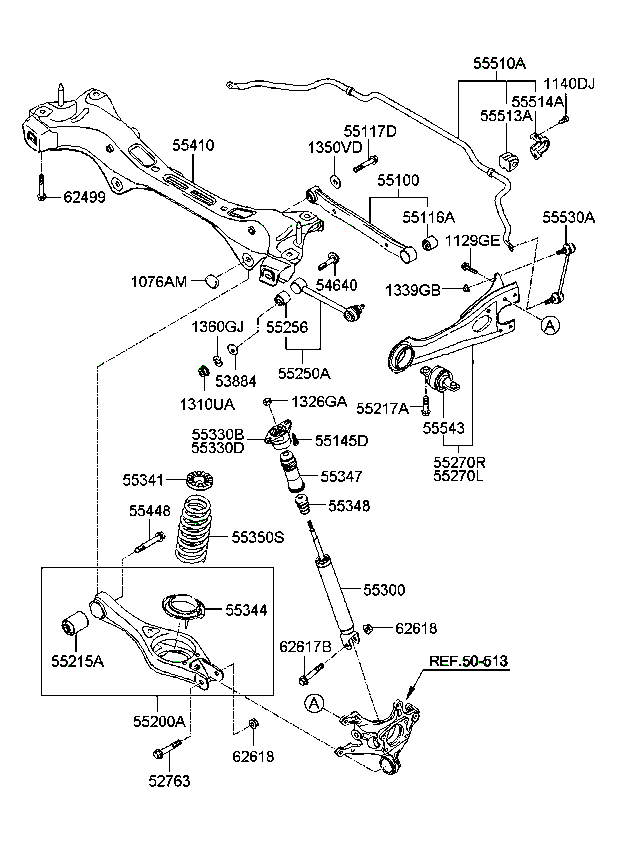 55510A
1140DJ
55514A
55513A
55117D
1350VD
55410
55100
62499
55116A
55530A
1129GE
1076AM
54640
1339GB
A
1360GJ
55256
53884
55250A
1310UA
1326GA
55217A
55330B
55330D
55145D
55543
55270R
55270L
55341
55347
55448
55348
55350S
55300
55344
62618
62617B
55215A
REF.50-513
A
55200A
62618
52763